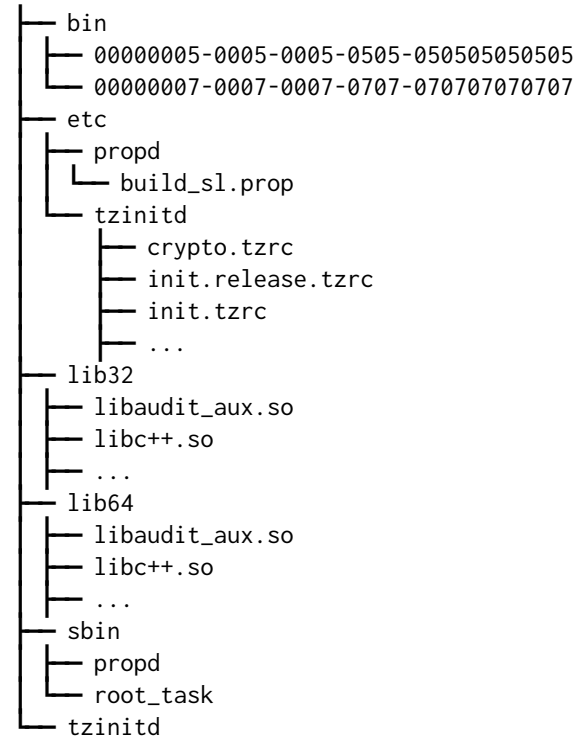 bin
00000005-0005-0005-0505-050505050505
00000007-0007-0007-0707-070707070707
etc
propd
build_sl.prop
tzinitd
crypto.tzrc
init.release.tzrc
init.tzrc
...
lib32
libaudit_aux.so
libc++.so
...
lib64
libaudit_aux.so
libc++.so
...
sbin
propd
root_task
tzinitd